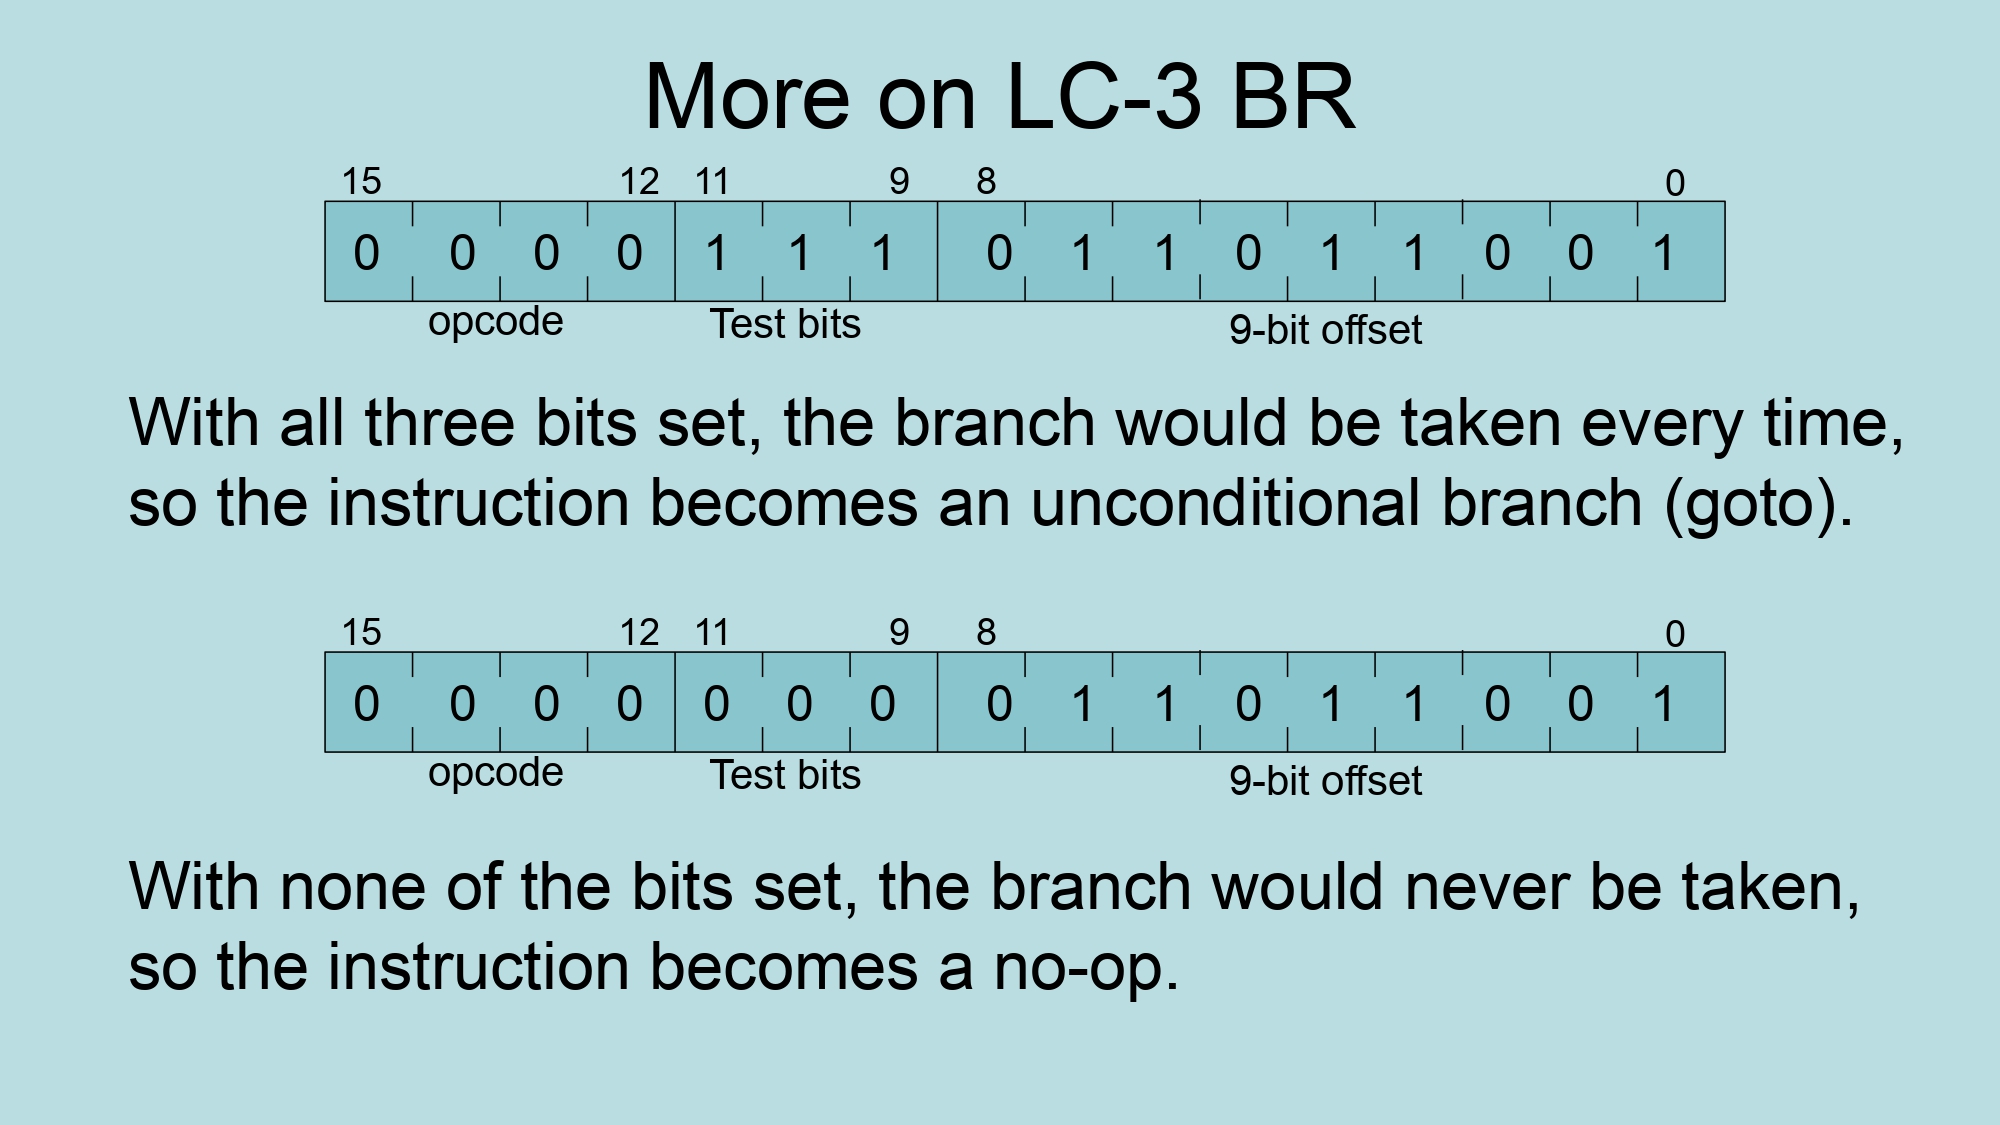 More on LC-3 BR
15 12 11 9 8 0
0 0 0 0 1 1 1 0 1 1 0 1 1 0 0 1
opcode Test bits 9-bit offset
With all three bits set, the branch would be taken every time,
so the instruction becomes an unconditional branch (goto).
15 12 11 9 8 0
0 0 0 0 0 0 0 0 1 1 0 1 1 0 0 1
opcode Test bits 9-bit offset
With none of the bits set, the branch would never be taken,
so the instruction becomes a no-op.